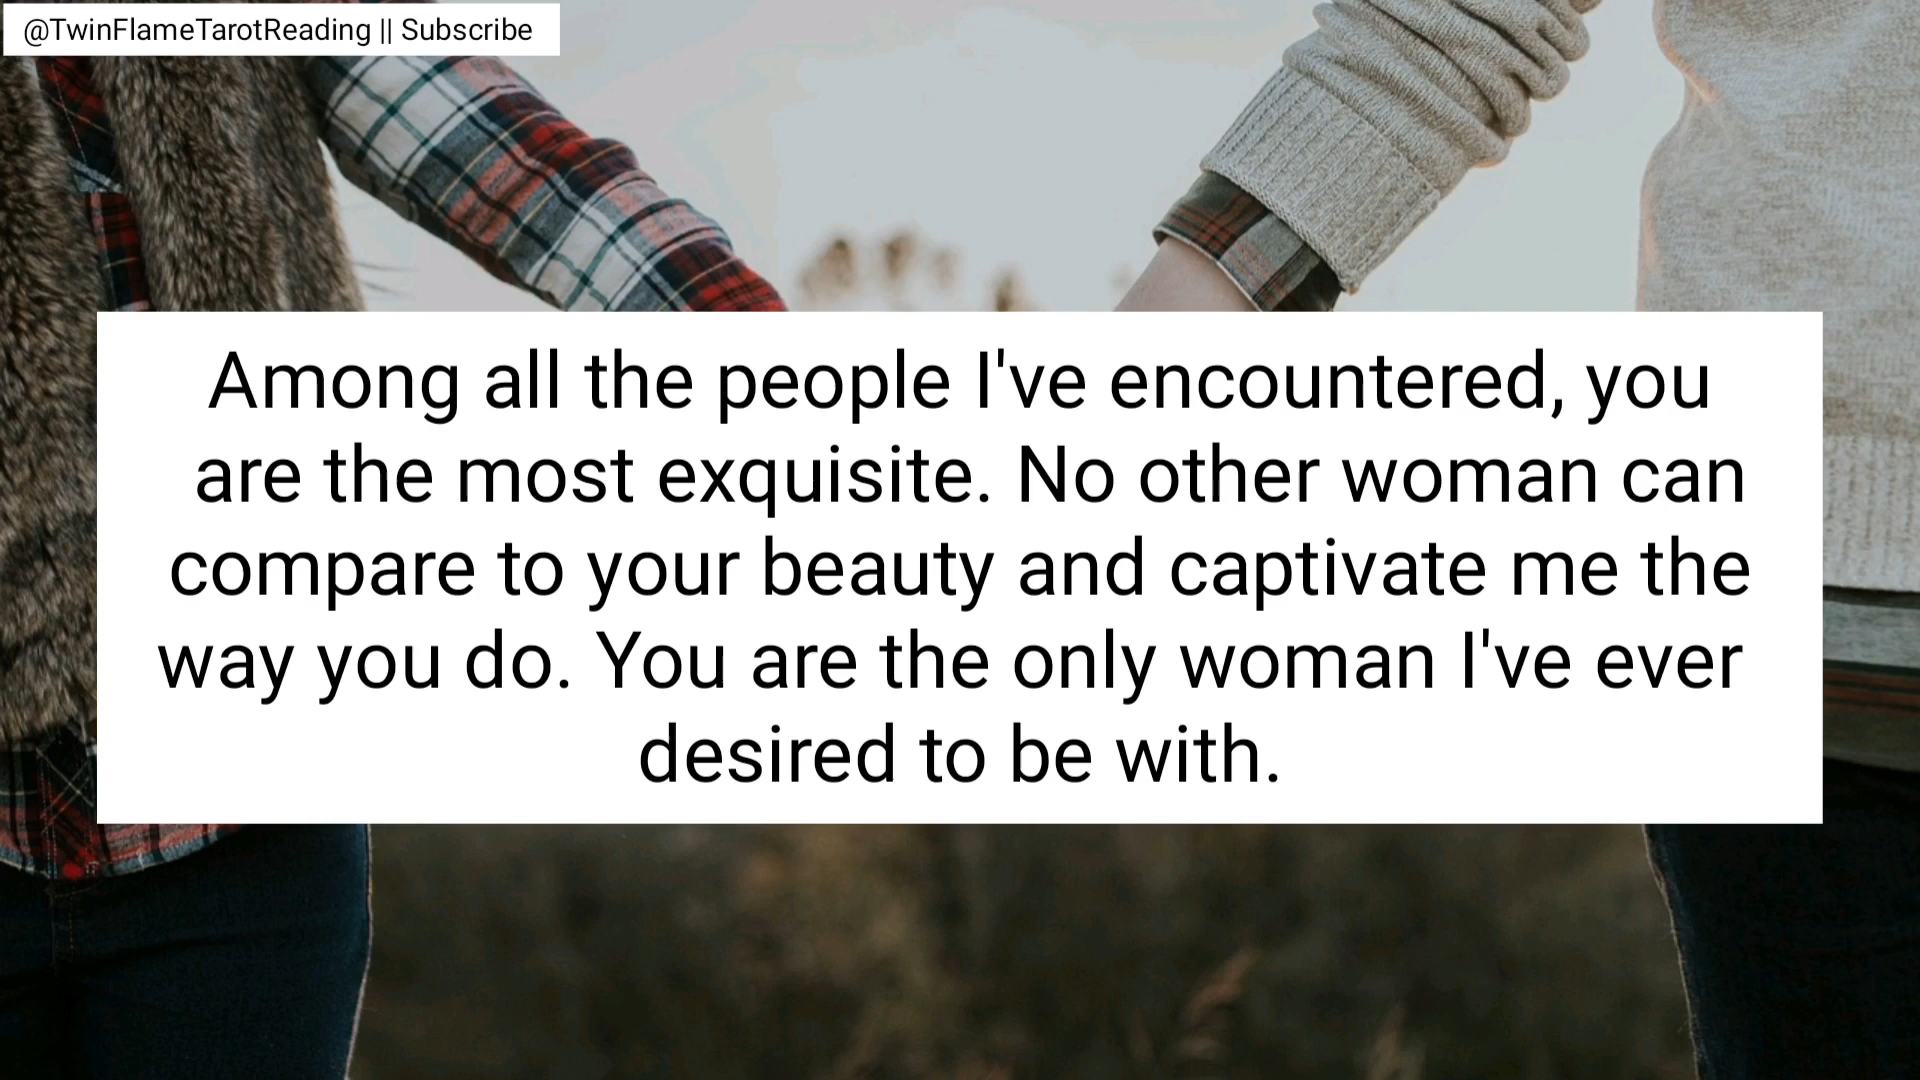 @TwinFlameTarotReading || Subscribe
Among all the people I've encountered, you
are the most exquisite. No other woman can
compare to your beauty and captivate me the
way you do. You are the only woman I've ever
desired to be with.